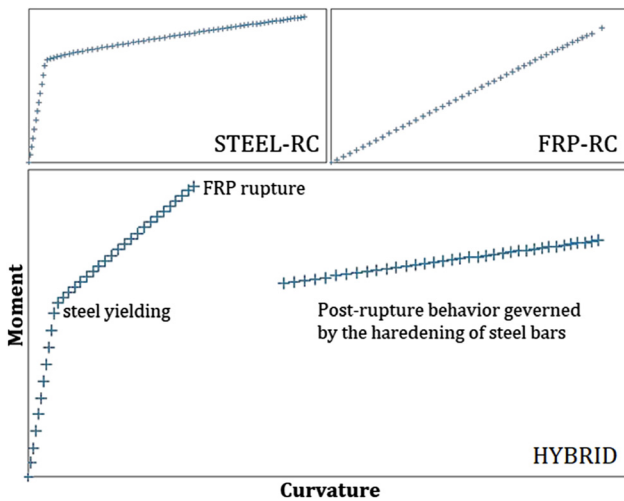 STEEL-RC
FRP-RC
FRP rupture
steel yielding
Post-rupture behavior geverned
by the haredening of steel bars
HYBRID
Moment
Curvature